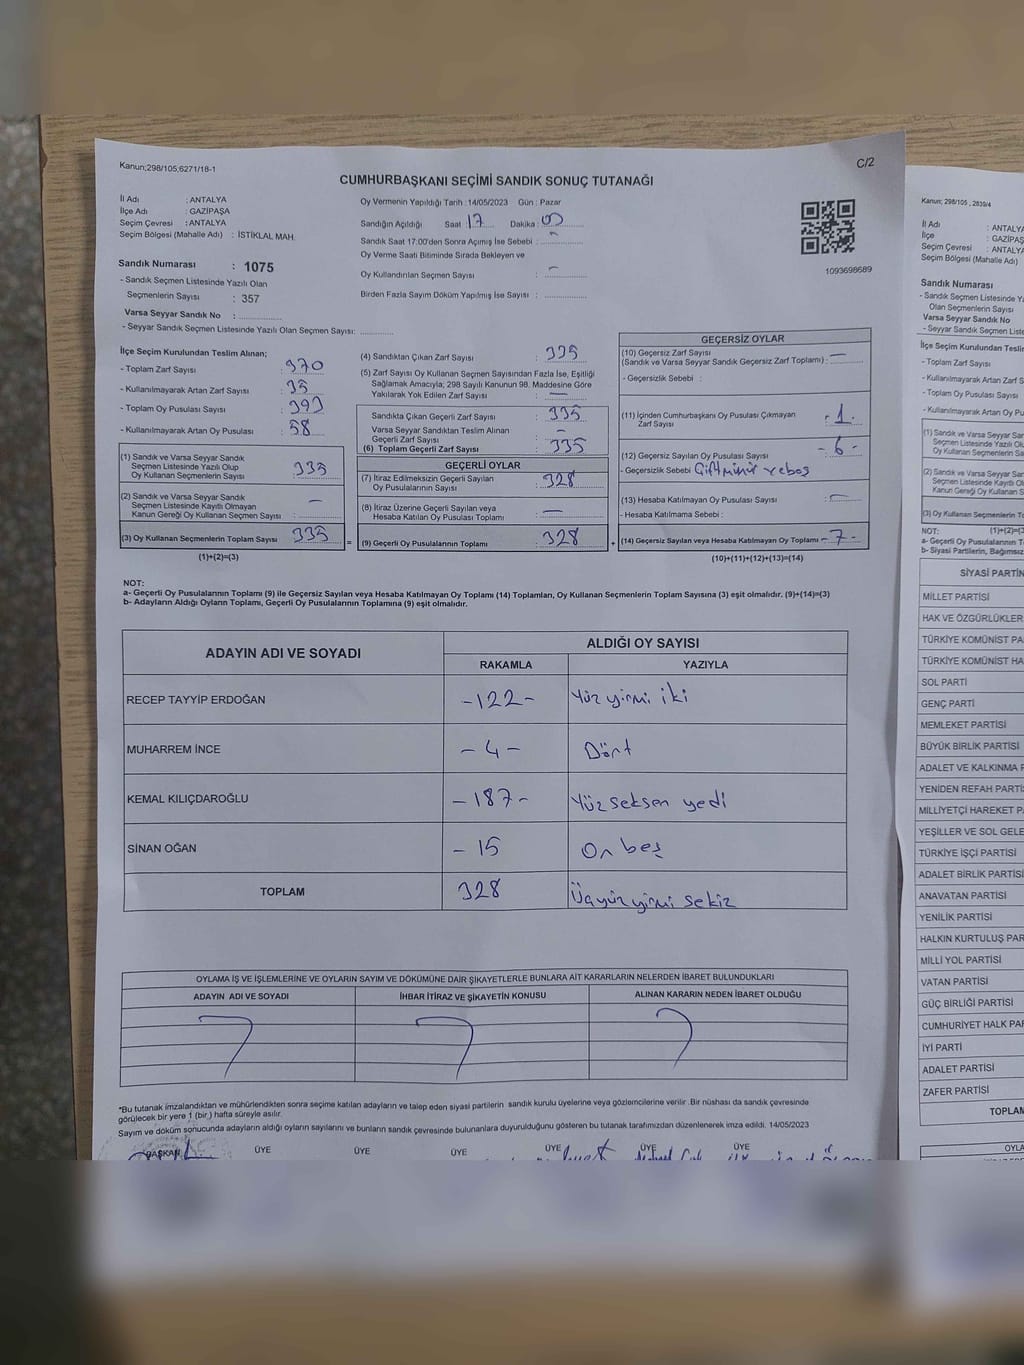 Kanun;298/105,6271/18-1
C/2
CUMHURBAŞKANI SEÇİMİ SANDIK SONUÇ TUTANAĞI
İl Adı : ANTALYA
İlçe Adı : GAZİPAŞA
Seçim Çevresi : ANTALYA
Seçim Bölgesi (Mahalle Adı) : İSTİKLAL MAH.
Sandık Numarası : 1075
- Sandık Seçmen Listesinde Yazılı Olan
Seçmenlerin Sayısı : 357
Varsa Seyyar Sandık No :
- Seyyar Sandık Seçmen Listesinde Yazılı Olan Seçmen Sayısı:
Oy Vermenin Yapıldığı Tarih : 14/05/2023 Gün : Pazar
Sandığın Açıldığı Saat : 17 Dakika :
Sandık Saat 17:00'den Sonra Açımış İse Sebebi :
Oy Verme Saati Bitiminde Sırada Bekleyen ve
Oy Kullandırılan Seçmen Sayısı :
Birden Fazla Sayım Döküm Yapılmış İse Sayısı :
1093698689
İlçe Seçim Kurulundan Teslim Alınan;
- Toplam Zarf Sayısı : 370
- Kullanılmayarak Artan Zarf Sayısı : 35
- Toplam Oy Pusulası Sayısı : 393
- Kullanılmayarak Artan Oy Pusulası : 58
(1) Sandık ve Varsa Seyyar Sandık
Seçmen Listesinde Yazılı Olup
Oy Kullanan Seçmenlerin Sayısı : 335
(2) Sandık ve Varsa Seyyar Sandık
Seçmen Listesinde Kayıtlı Olmayan
Kanun Gereği Oy Kullanan Seçmen Sayısı : —
(3) Oy Kullanan Seçmenlerin Toplam Sayısı : 335
(1)+(2)=(3)
(4) Sandıktan Çıkan Zarf Sayısı : 335
(5) Zarf Sayısı Oy Kullanan Seçmen Sayısından Fazla İse, Eşitliği
Sağlamak Amacıyla; 298 Sayılı Kanunun 98. Maddesine Göre
Yakılarak Yok Edilen Zarf Sayısı : —
Sandıkta Çıkan Geçerli Zarf Sayısı : 335
Varsa Seyyar Sandıktan Teslim Alınan
Geçerli Zarf Sayısı : —
(6) Toplam Geçerli Zarf Sayısı : 335
GEÇERLİ OYLAR
(7) İtiraz Edilmeksizin Geçerli Sayılan
Oy Pusulalarının Sayısı : 328
(8) İtiraz Üzerine Geçerli Sayılan veya
Hesaba Katılan Oy Pusulası Toplamı : —
= (9) Geçerli Oy Pusulalarının Toplamı : 328
GEÇERSİZ OYLAR
(10) Geçersiz Zarf Sayısı
(Sandık ve Varsa Seyyar Sandık Geçersiz Zarf Toplamı) : —
- Geçersizlik Sebebi :
(11) İçinden Cumhurbaşkanı Oy Pusulası Çıkmayan
Zarf Sayısı : 1.
(12) Geçersiz Sayılan Oy Pusulası Sayısı - 6 -
- Geçersizlik Sebebi
(13) Hesaba Katılmayan Oy Pusulası Sayısı : —
- Hesaba Katılmama Sebebi :
+ (14) Geçersiz Sayılan veya Hesaba Katılmayan Oy Toplamı - 7 -
(10)+(11)+(12)+(13)=(14)
NOT:
a- Geçerli Oy Pusulalarının Toplamı (9) ile Geçersiz Sayılan veya Hesaba Katılmayan Oy Toplamı (14) Toplamları, Oy Kullanan Seçmenlerin Toplam Sayısına (3) eşit olmalıdır. (9)+(14)=(3)
b- Adayların Aldığı Oyların Toplamı, Geçerli Oy Pusulalarının Toplamına (9) eşit olmalıdır.
ADAYIN ADI VE SOYADI
ALDIĞI OY SAYISI
RAKAMLA YAZIYLA
RECEP TAYYİP ERDOĞAN -122- Yüz yirmi iki
MUHARREM İNCE - 4 - Dört
KEMAL KILIÇDAROĞLU - 187 - Yüz seksen yedi
SİNAN OĞAN - 15 On beş
TOPLAM 328 Üçyüz yirmi sekiz
OYLAMA İŞ VE İŞLEMLERİNE VE OYLARIN SAYIM VE DÖKÜMÜNE DAİR ŞİKAYETLERLE BUNLARA AİT KARARLARIN NELERDEN İBARET BULUNDUKLARI
ADAYIN ADI VE SOYADI İHBAR İTİRAZ VE ŞİKAYETİN KONUSU ALINAN KARARIN NEDEN İBARET OLDUĞU
*Bu tutanak imzalandıktan ve mühürlendikten sonra seçime katılan adayların ve talep eden siyasi partilerin sandık kurulu üyelerine veya gözlemcilerine verilir .Bir nüshası da sandık çevresinde
görülecek bir yere 1 (bir ) hafta süreyle asılır.
Sayım ve döküm sonucunda adayların aldığı oyların sayılarını ve bunların sandık çevresinde bulunanlara duyurulduğunu gösteren bu tutanak tarafımızdan düzenlenerek imza edildi. 14/05/2023
BAŞKAN ÜYE ÜYE ÜYE ÜYE ÜYE ÜYE
Kanun; 298/105 , 2839/4
İl Adı : ANTALYA
İlçe : GAZİPAŞ
Seçim Çevresi : ANTALYA
Seçim Bölgesi (Mahalle Adı)
Sandık Numarası
- Sandık Seçmen Listesinde
Olan Seçmenlerin Sayısı
Varsa Seyyar Sandık No
- Seyyar Sandık Seçmen Liste
İlçe Seçim Kurulundan Teslim
- Toplam Zarf Sayısı
- Kullanılmayarak Artan Zarf S
- Toplam Oy Pusulası Sayısı
- Kullanılmayarak Artan Oy Pus
(1) Sandık ve Varsa Seyyar San
Seçmen Listesinde Yazılı Olu
Oy Kullanan Seçmenlerin Say
(2) Sandık ve Varsa Seyyar San
Seçmen Listesinde Kayıtlı Olm
Kanun Gereği Oy Kullanan S
(3) Oy Kullanan Seçmenlerin To
NOT: (1)+(2)=(3)
a- Geçerli Oy Pusulalarının T
b- Siyasi Partilerin, Bağımsız
SİYASİ PARTİN
MİLLET PARTİSİ
HAK VE ÖZGÜRLÜKLER
TÜRKİYE KOMÜNİST PA
TÜRKİYE KOMÜNİST HA
SOL PARTİ
GENÇ PARTİ
MEMLEKET PARTİSİ
BÜYÜK BİRLİK PARTİSİ
ADALET VE KALKINMA P
YENİDEN REFAH PARTİS
MİLLİYETÇİ HAREKET PA
YEŞİLLER VE SOL GELE
TÜRKİYE İŞÇİ PARTİSİ
ADALET BİRLİK PARTİSİ
ANAVATAN PARTİSİ
YENİLİK PARTİSİ
HALKIN KURTULUŞ PAR
MİLLİ YOL PARTİSİ
VATAN PARTİSİ
GÜÇ BİRLİĞİ PARTİSİ
CUMHURİYET HALK PAR
İYİ PARTİ
ADALET PARTİSİ
ZAFER PARTİSİ
TOPLAM
OYLA